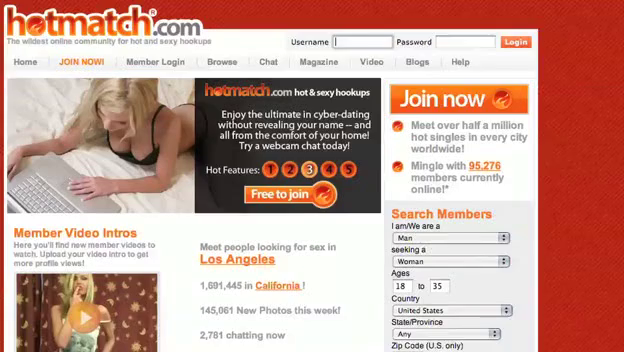 hotmatch®.com
The wildest online community for hot and sexy hookups
Username Password Login
Home JOIN NOW! Member Login Browse Chat Magazine Video Blogs Help
hotmatch.com hot & sexy hookups
Enjoy the ultimate in cyber-dating
without revealing your name -- and
all from the comfort of your home!
Try a webcam chat today!
Hot Features: 1 2 3 4 5
Free to join
Join now
Meet over half a million
hot singles in every city
worldwide!
Mingle with 95,276
members currently
online!*
Member Video Intros
Here you'll find new member videos to
watch. Upload your video intro to get
more profile views!
Meet people looking for sex in
Los Angeles
1,691,445 in California !
145,061 New Photos this week!
2,781 chatting now
Search Members
I am/We are a
Man
seeking a
Woman
Ages
18 to 35
Country
United States
State/Province
Any
Zip Code (U.S. only)